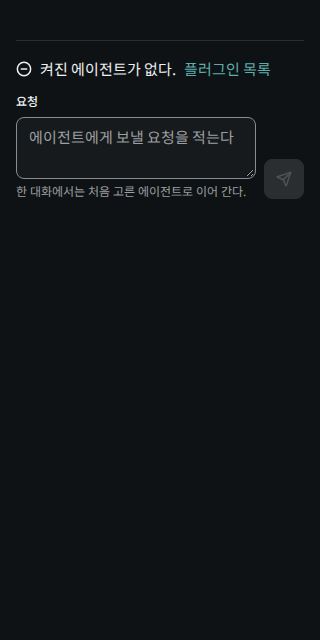 켜진 에이전트가 없다. 플러그인 목록
요청
에이전트에게 보낼 요청을 적는다
한 대화에서는 처음 고른 에이전트로 이어 간다.